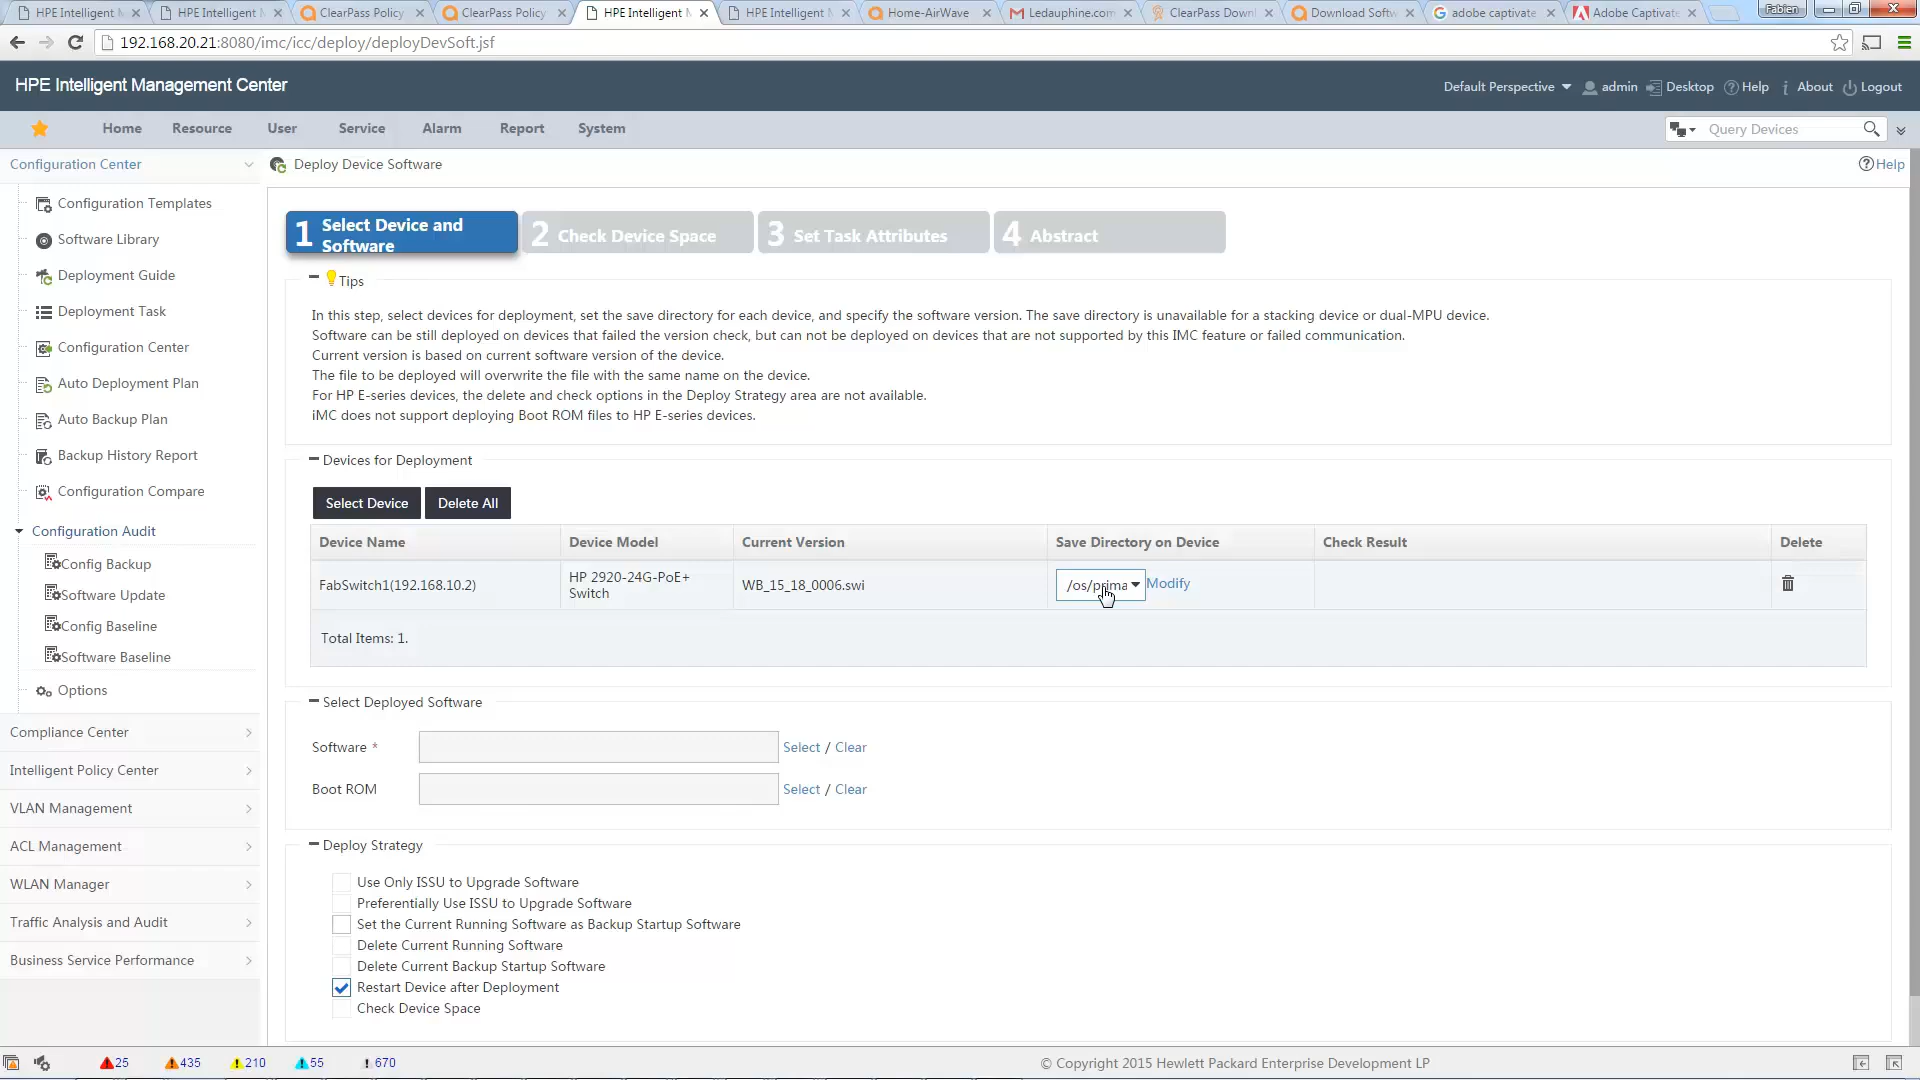 HPE Intelligent M
HPE Intelligent M
ClearPass Policy
ClearPass Policy
HPE Intelligent M
HPE Intelligent M
Home-AirWave
Ledauphine.com
ClearPass Down
Download Softw
adobe captivate
Adobe Captivate
Fabien
192.168.20.21:8080/imc/icc/deploy/deployDevSoft.jsf
HPE Intelligent Management Center
Default Perspective
admin
Desktop
Help
About
Logout
Home
Resource
User
Service
Alarm
Report
System
Query Devices
Configuration Center
Configuration Templates
Software Library
Deployment Guide
Deployment Task
Configuration Center
Auto Deployment Plan
Auto Backup Plan
Backup History Report
Configuration Compare
Configuration Audit
Config Backup
Software Update
Config Baseline
Software Baseline
Options
Compliance Center
Intelligent Policy Center
VLAN Management
ACL Management
WLAN Manager
Traffic Analysis and Audit
Business Service Performance
Deploy Device Software
Help
1 Select Device and
Software
2 Check Device Space
3 Set Task Attributes
4 Abstract
Tips
In this step, select devices for deployment, set the save directory for each device, and specify the software version. The save directory is unavailable for a stacking device or dual-MPU device.
Software can be still deployed on devices that failed the version check, but can not be deployed on devices that are not supported by this IMC feature or failed communication.
Current version is based on current software version of the device.
The file to be deployed will overwrite the file with the same name on the device.
For HP E-series devices, the delete and check options in the Deploy Strategy area are not available.
iMC does not support deploying Boot ROM files to HP E-series devices.
Devices for Deployment
Select Device
Delete All
Device Name
Device Model
Current Version
Save Directory on Device
Check Result
Delete
FabSwitch1(192.168.10.2)
HP 2920-24G-PoE+
Switch
WB_15_18_0006.swi
/os/prima
Modify
Total Items: 1.
Select Deployed Software
Software *
Select / Clear
Boot ROM
Select / Clear
Deploy Strategy
Use Only ISSU to Upgrade Software
Preferentially Use ISSU to Upgrade Software
Set the Current Running Software as Backup Startup Software
Delete Current Running Software
Delete Current Backup Startup Software
Restart Device after Deployment
Check Device Space
25
435
210
55
670
© Copyright 2015 Hewlett Packard Enterprise Development LP